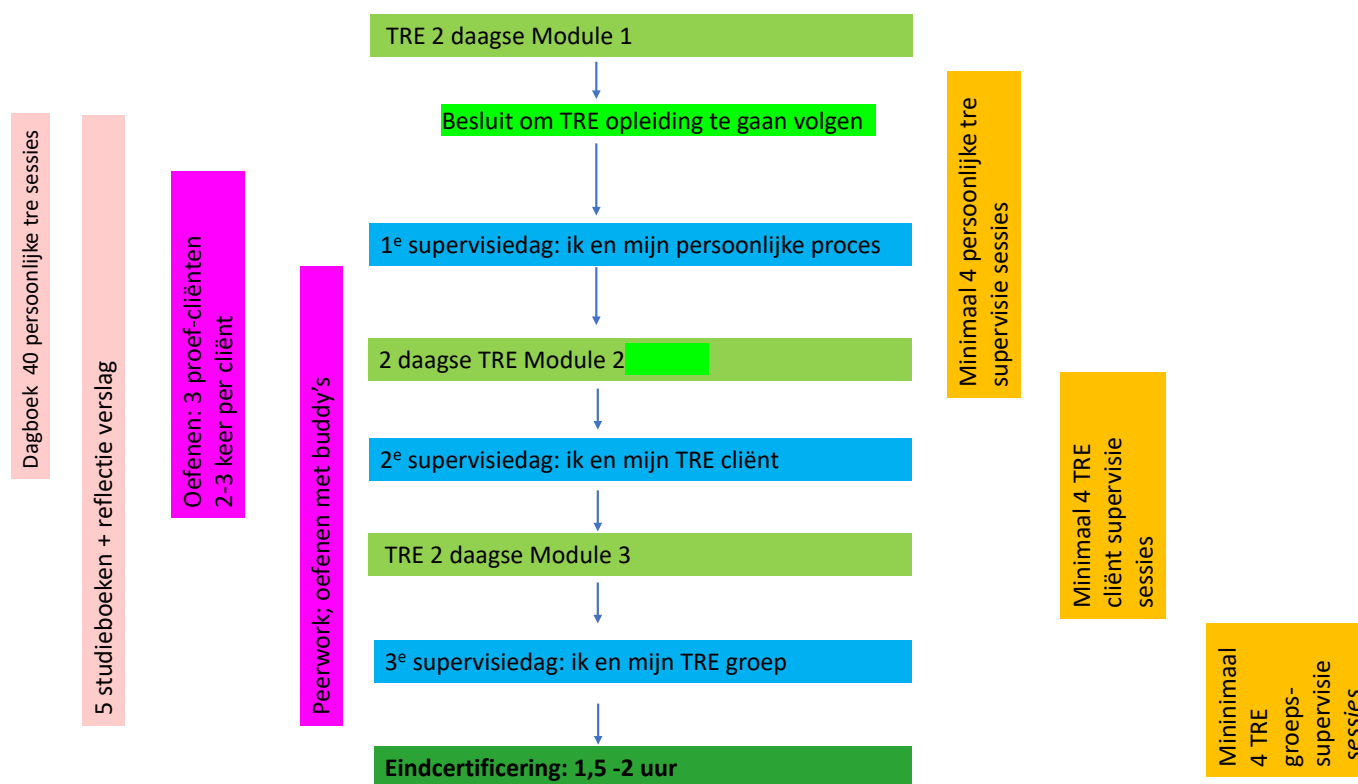 TRE 2 daagse Module 1
Besluit om TRE opleiding te gaan volgen
1e supervisiedag: ik en mijn persoonlijke proces
2 daagse TRE Module 2
2e supervisiedag: ik en mijn TRE cliënt
TRE 2 daagse Module 3
3e supervisiedag: ik en mijn TRE groep
Eindcertificering: 1,5 -2 uur
Dagboek 40 persoonlijke tre sessies
5 studieboeken + reflectie verslag
Oefenen: 3 proef-cliënten
2-3 keer per cliënt
Peerwork; oefenen met buddy's
Minimaal 4 persoonlijke tre
supervisie sessies
Minimaal 4 TRE
cliënt supervisie
sessies
Mininimaal
4 TRE
groeps-
supervisie
sessies